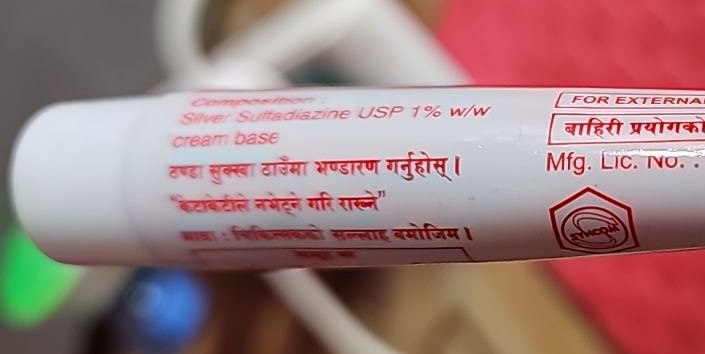 Composition :
Silver Sulfadiazine USP 1% w/w
cream base
ठण्डा सुक्खा ठाउँमा भण्डारण गर्नुहोस् ।
"केटाकेटीले नभेट्ने गरि राख्ने"
मात्रा : चिकित्सकको सल्लाह बमोजिम ।
FOR EXTERNA
बाहिरी प्रयोगको
Mfg. Lic. No. :